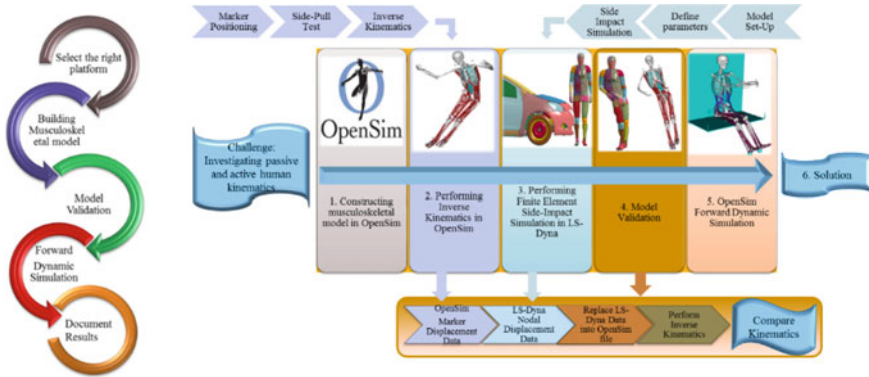 Select the right
platform
Building
Musculoskel
etal model
Model
Validation
Forward
Dynamic
Simulation
Document
Results
Marker
Positioning
Side-Pull
Test
Inverse
Kinematics
Side
Impact
Simulation
Define
parameters
Model
Set-Up
Challenge:
Investigating passive
and active human
kinematics
OpenSim
1. Constructing
musculoskeletal
model in OpenSim
2. Performing
Inverse
Kinematics in
OpenSim
3. Performing
Finite Element
Side-Impact
Simulation in LS-
Dyna
4. Model
Validation
5. OpenSim
Forward Dynamic
Simulation
6. Solution
OpenSim
Marker
Displacement
Data
LS-Dyna
Nodal
Displacement
Data
Replace LS-
Dyna Data
into OpenSim
file
Perform
Inverse
Kinematics
Compare
Kinematics